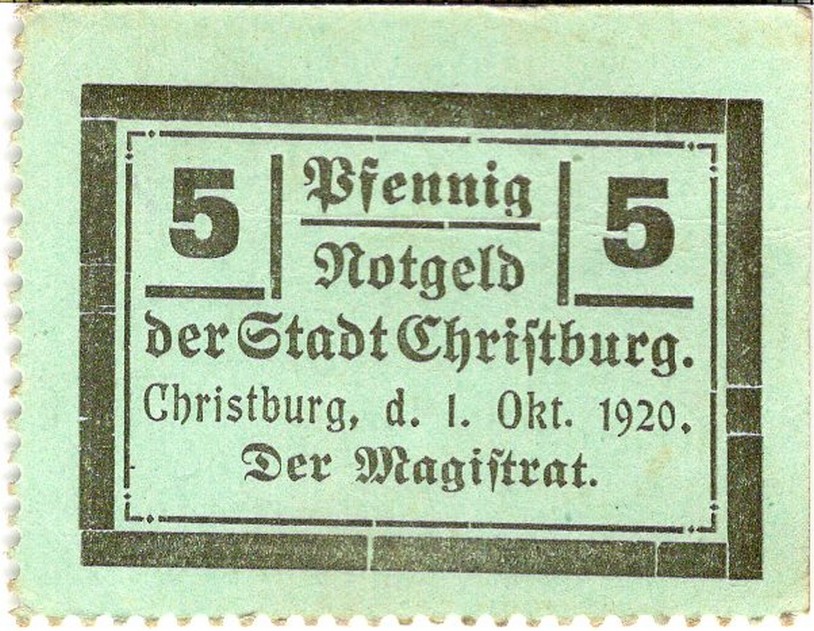 5 Pfennig 5
Notgeld
der Stadt Chriſtburg.
Christburg, d. 1. Okt. 1920.
Der Magiſtrat.